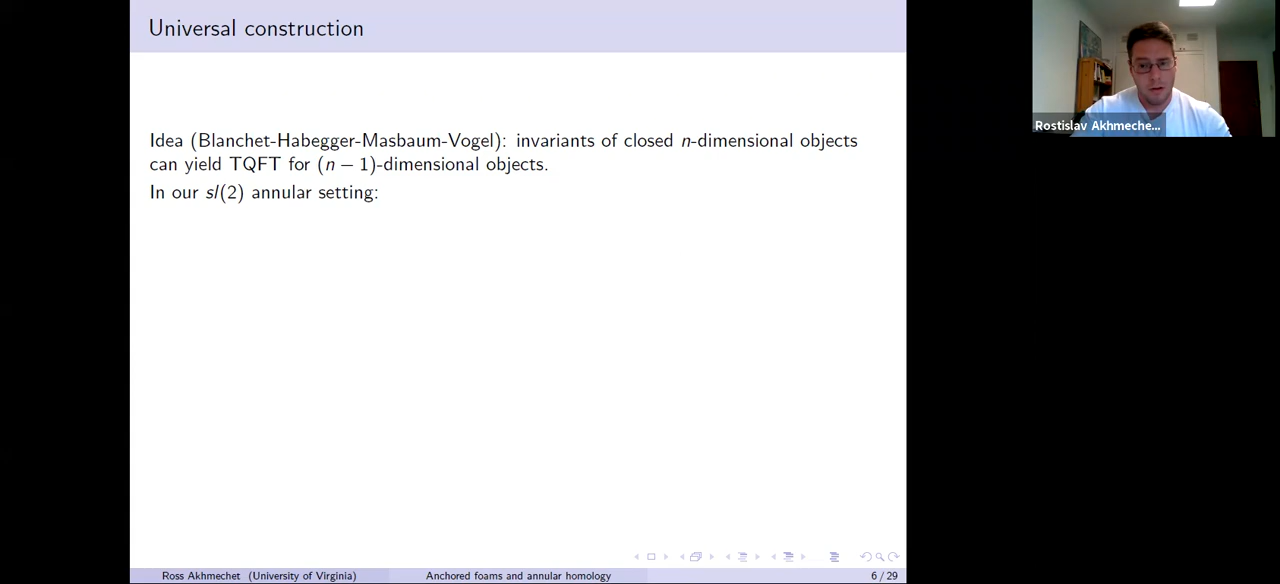 Universal construction
Idea (Blanchet-Habegger-Masbaum-Vogel): invariants of closed n-dimensional objects
can yield TQFT for (n − 1)-dimensional objects.
In our sl(2) annular setting:
Rostislav Akhmeche...
Ross Akhmechet (University of Virginia)
Anchored foams and annular homology
6 / 29